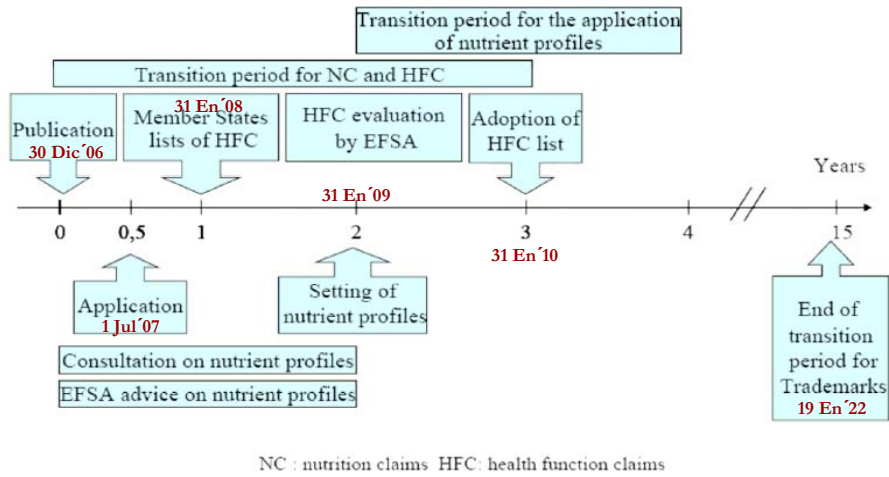 Transition period for the application
of nutrient profiles
Transition period for NC and HFC
Publication
30 Dic´06
31 En´08
Member States
lists of HFC
HFC evaluation
by EFSA
Adoption of
HFC list
Years
31 En´09
0
0,5
1
2
3
4
15
31 En´10
Application
1 Jul´07
Setting of
nutrient profiles
End of
transition
period for
Trademarks
19 En´22
Consultation on nutrient profiles
EFSA advice on nutrient profiles
NC : nutrition claims HFC: health function claims